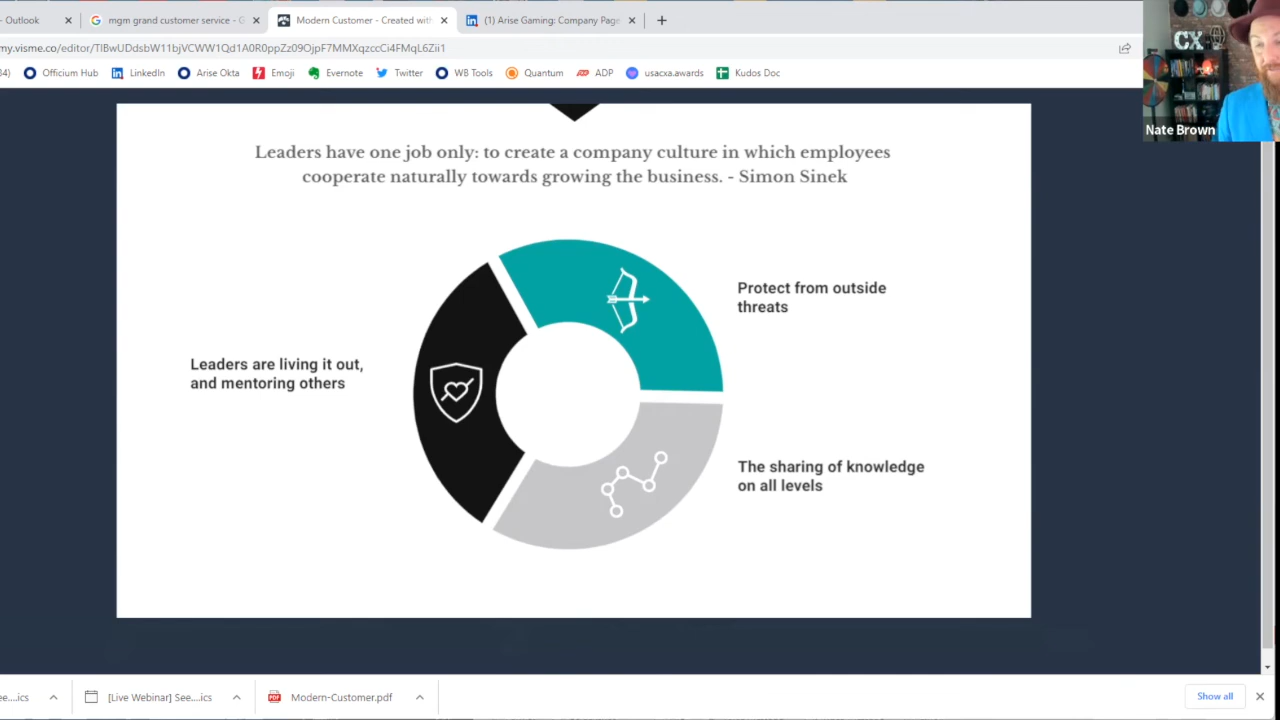 - Outlook
mgm grand customer service - G
Modern Customer - Created with
(1) Arise Gaming: Company Page
my.visme.co/editor/TlBwUDdsbW11bjVCWW1Qd1A0R0ppZz09OjpF7MMXqzccCi4FMqL6Zii1
Officium Hub
LinkedIn
Arise Okta
Emoji
Evernote
Twitter
WB Tools
Quantum
ADP
usacxa.awards
Kudos Doc
CX
Nate Brown
Leaders have one job only: to create a company culture in which employees
cooperate naturally towards growing the business. - Simon Sinek
Protect from outside
threats
Leaders are living it out,
and mentoring others
The sharing of knowledge
on all levels
e....ics
[Live Webinar] See....ics
PDF
Modern-Customer.pdf
Show all